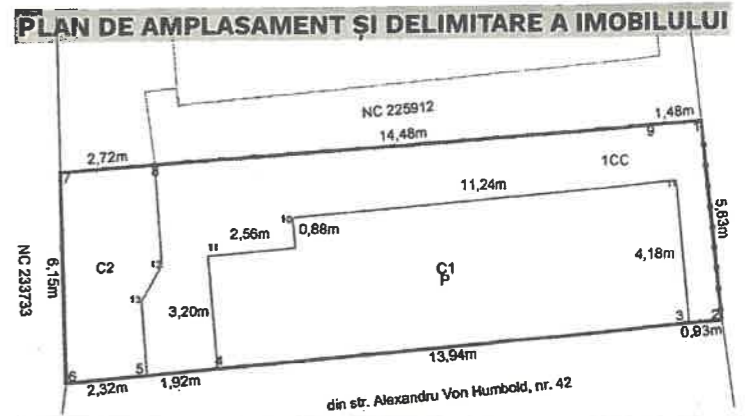 PLAN DE AMPLASAMENT ȘI DELIMITARE A IMOBILULUI
NC 225912
1,48m
14,48m
9
1
2,72m
8
7
1CC
11,24m
11
10
0,88m
2,56m
11
5,83m
NC 233733
6,15m
C2
12
C1
P
4,18m
13
3,20m
3
2
0,93m
4
13,94m
5
6
2,32m
1,92m
din str. Alexandru Von Humbold, nr. 42